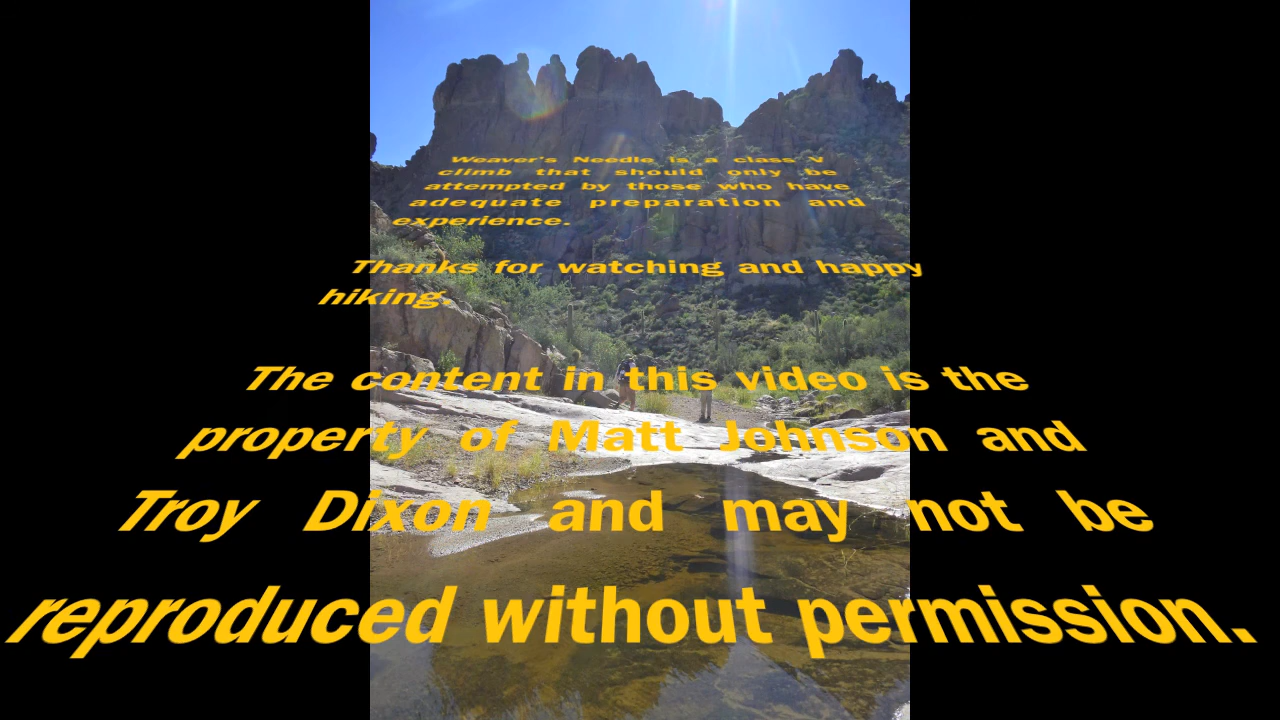 Weaver's Needle is a class V
climb that should only be
attempted by those who have
adequate preparation and
experience.
Thanks for watching and happy
hiking.
The content in this video is the
property of Matt Johnson and
Troy Dixon and may not be
reproduced without permission.